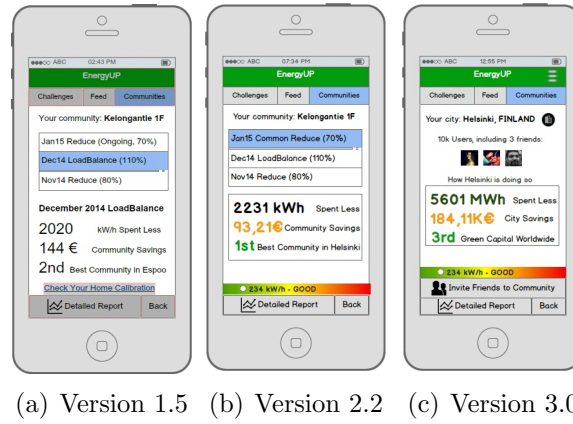 ABC 02:43 PM
EnergyUP
Challenges Feed Communities
Your community: Kelongantie 1F
Jan15 Reduce (Ongoing, 70%)
Dec14 LoadBalance (110%)
Nov14 Reduce (80%)
December 2014 LoadBalance
2020 kW/h Spent Less
144 € Community Savings
2nd Best Community in Espoo
Check Your Home Calibration
Detailed Report Back
(a) Version 1.5
ABC 07:34 PM
EnergyUP
Challenges Feed Communities
Your community: Kelongantie 1F
Jan15 Common Reduce (70%)
Dec14 LoadBalance (110%)
Nov14 Reduce (80%)
2231 kWh Spent Less
93,21€ Community Savings
1st Best Community in Helsinki
234 kW/h - GOOD
Detailed Report Back
(b) Version 2.2
ABC 12:55 PM
EnergyUP
Challenges Feed Communities
Your city: Helsinki, FINLAND
10k Users, including 3 friends:
How Helsinki is doing so
5601 MWh Spent Less
184,11K€ City Savings
3rd Green Capital Worldwide
234 kW/h - GOOD
Invite Friends to Community
Detailed Report Back
(c) Version 3.0